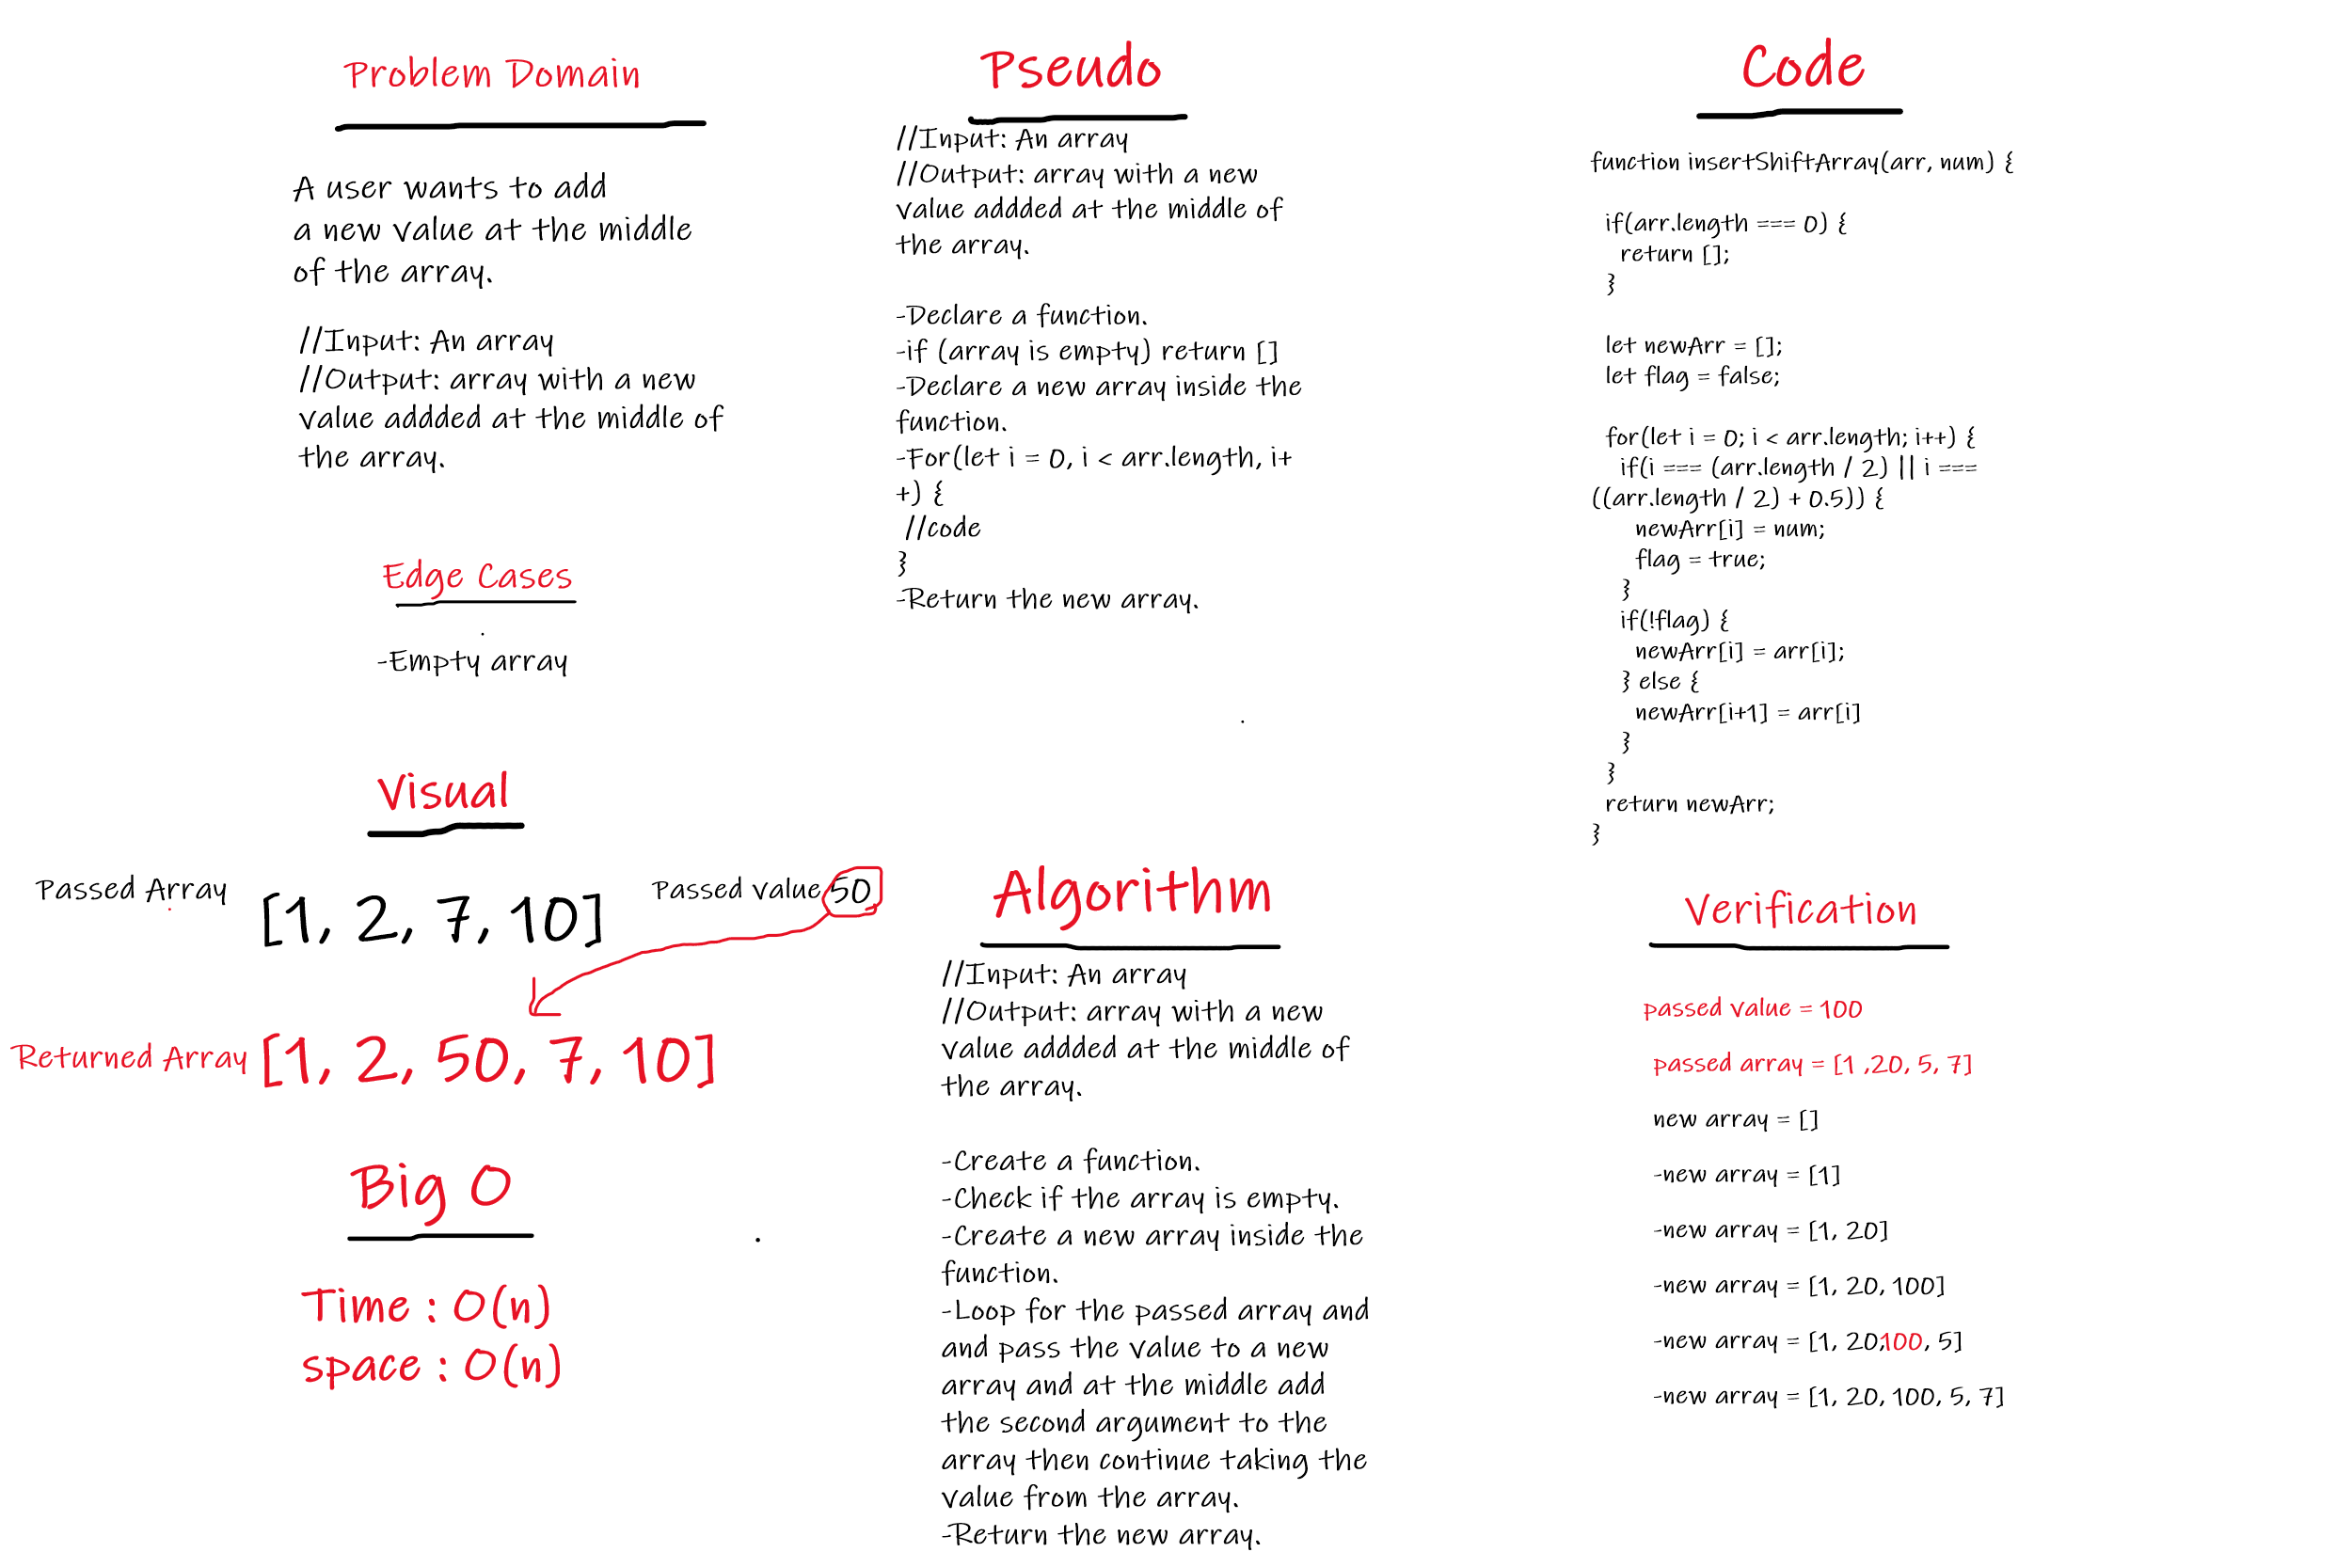 Problem Domain
A user wants to add
a new value at the middle
of the array.
//Input: An array
//Output: array with a new
value addded at the middle of
the array.
Edge Cases
-Empty array
Visual
Passed Array
[1, 2, 7, 10]
Passed value 50
Returned Array [1, 2, 50, 7, 10]
Big O
Time : O(n)
space : O(n)
Pseudo
//Input: An array
//Output: array with a new
value addded at the middle of
the array.
-Declare a function.
-if (array is empty) return []
-Declare a new array inside the
function.
-For(let i = 0, i < arr.length, i+
+) {
//code
}
-Return the new array.
Algorithm
//Input: An array
//Output: array with a new
value addded at the middle of
the array.
-Create a function.
-Check if the array is empty.
-Create a new array inside the
function.
-Loop for the passed array and
and pass the value to a new
array and at the middle add
the second argument to the
array then continue taking the
value from the array.
-Return the new array.
Code
function insertShiftArray(arr, num) {
if(arr.length === 0) {
return [];
}
let newArr = [];
let flag = false;
for(let i = 0; i < arr.length; i++) {
if(i === (arr.length / 2) || i ===
((arr.length / 2) + 0.5)) {
newArr[i] = num;
flag = true;
}
if(!flag) {
newArr[i] = arr[i];
} else {
newArr[i+1] = arr[i]
}
}
return newArr;
}
Verification
passed value = 100
passed array = [1 ,20, 5, 7]
new array = []
-new array = [1]
-new array = [1, 20]
-new array = [1, 20, 100]
-new array = [1, 20,100, 5]
-new array = [1, 20, 100, 5, 7]